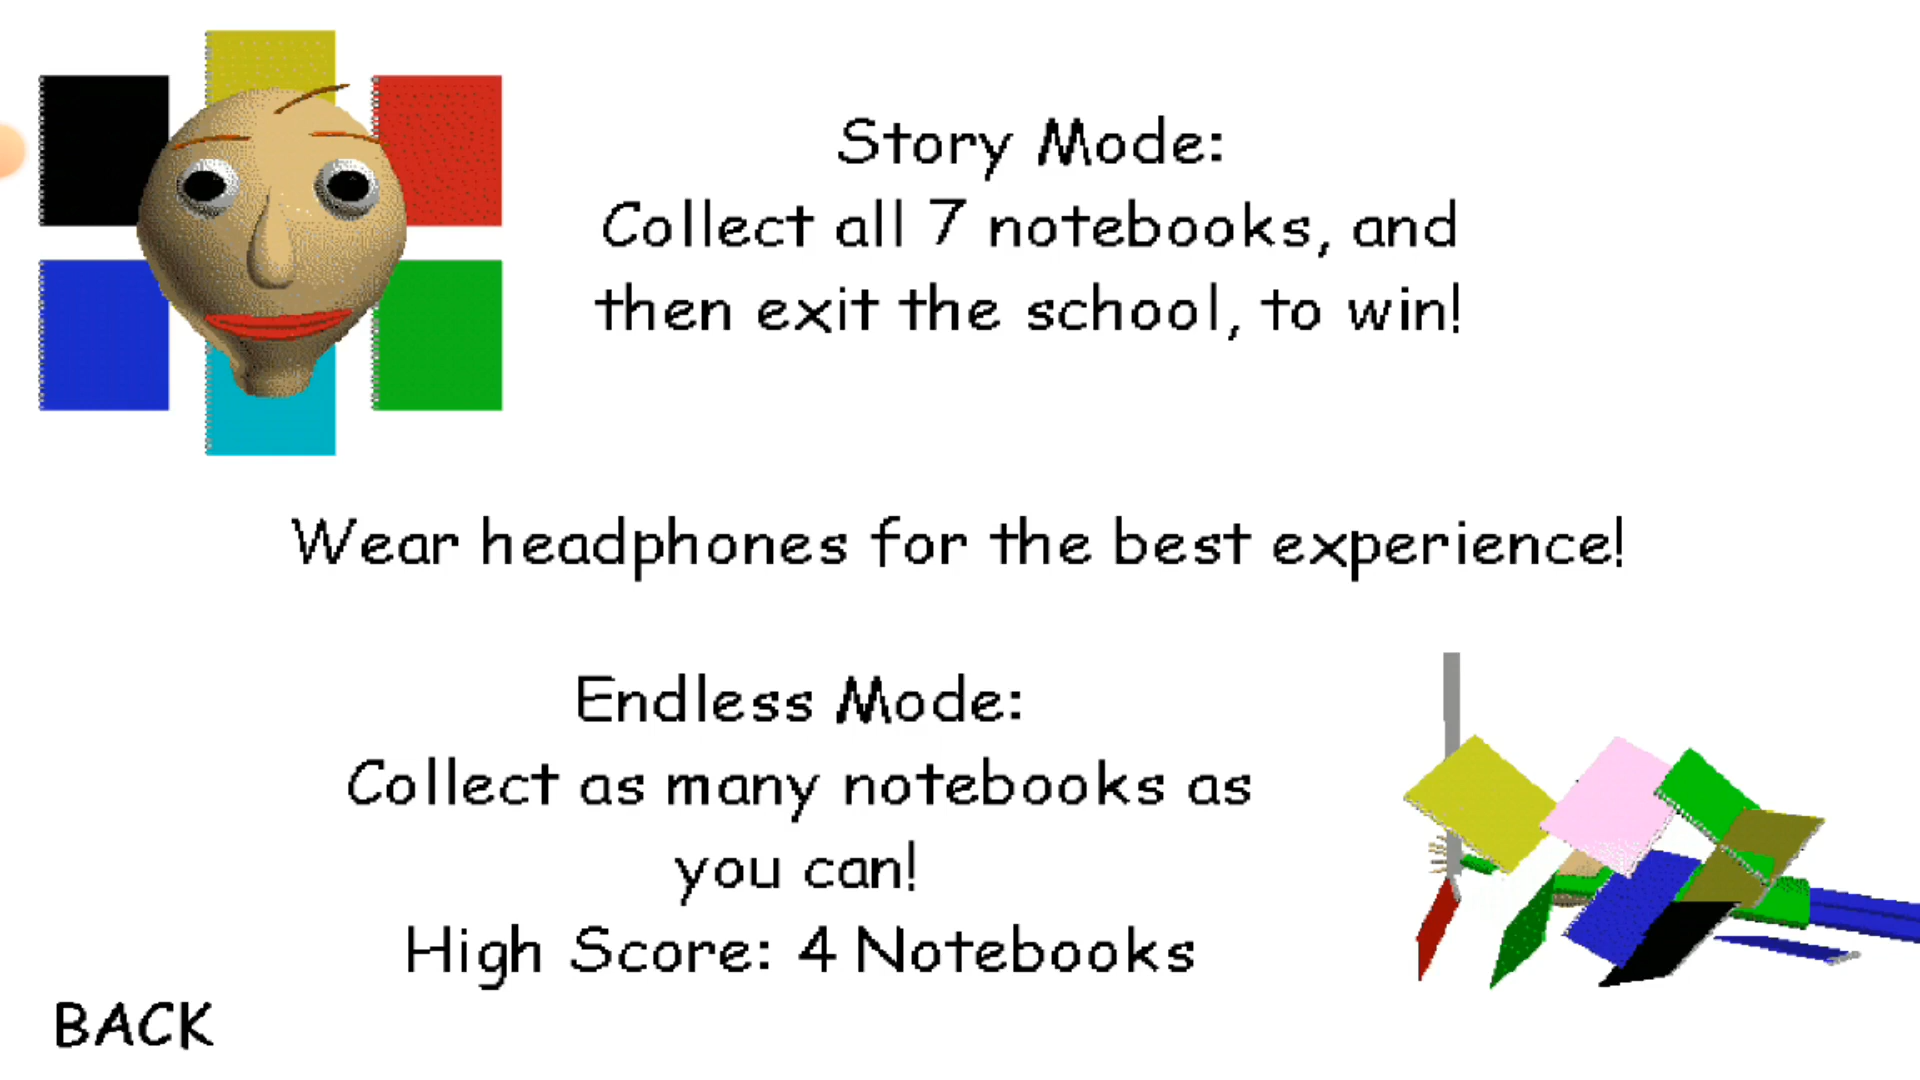 Story Mode:
Collect all 7 notebooks, and
then exit the school, to win!
Wear headphones for the best experience!
Endless Mode:
Collect as many notebooks as
you can!
High Score: 4 Notebooks
BACK